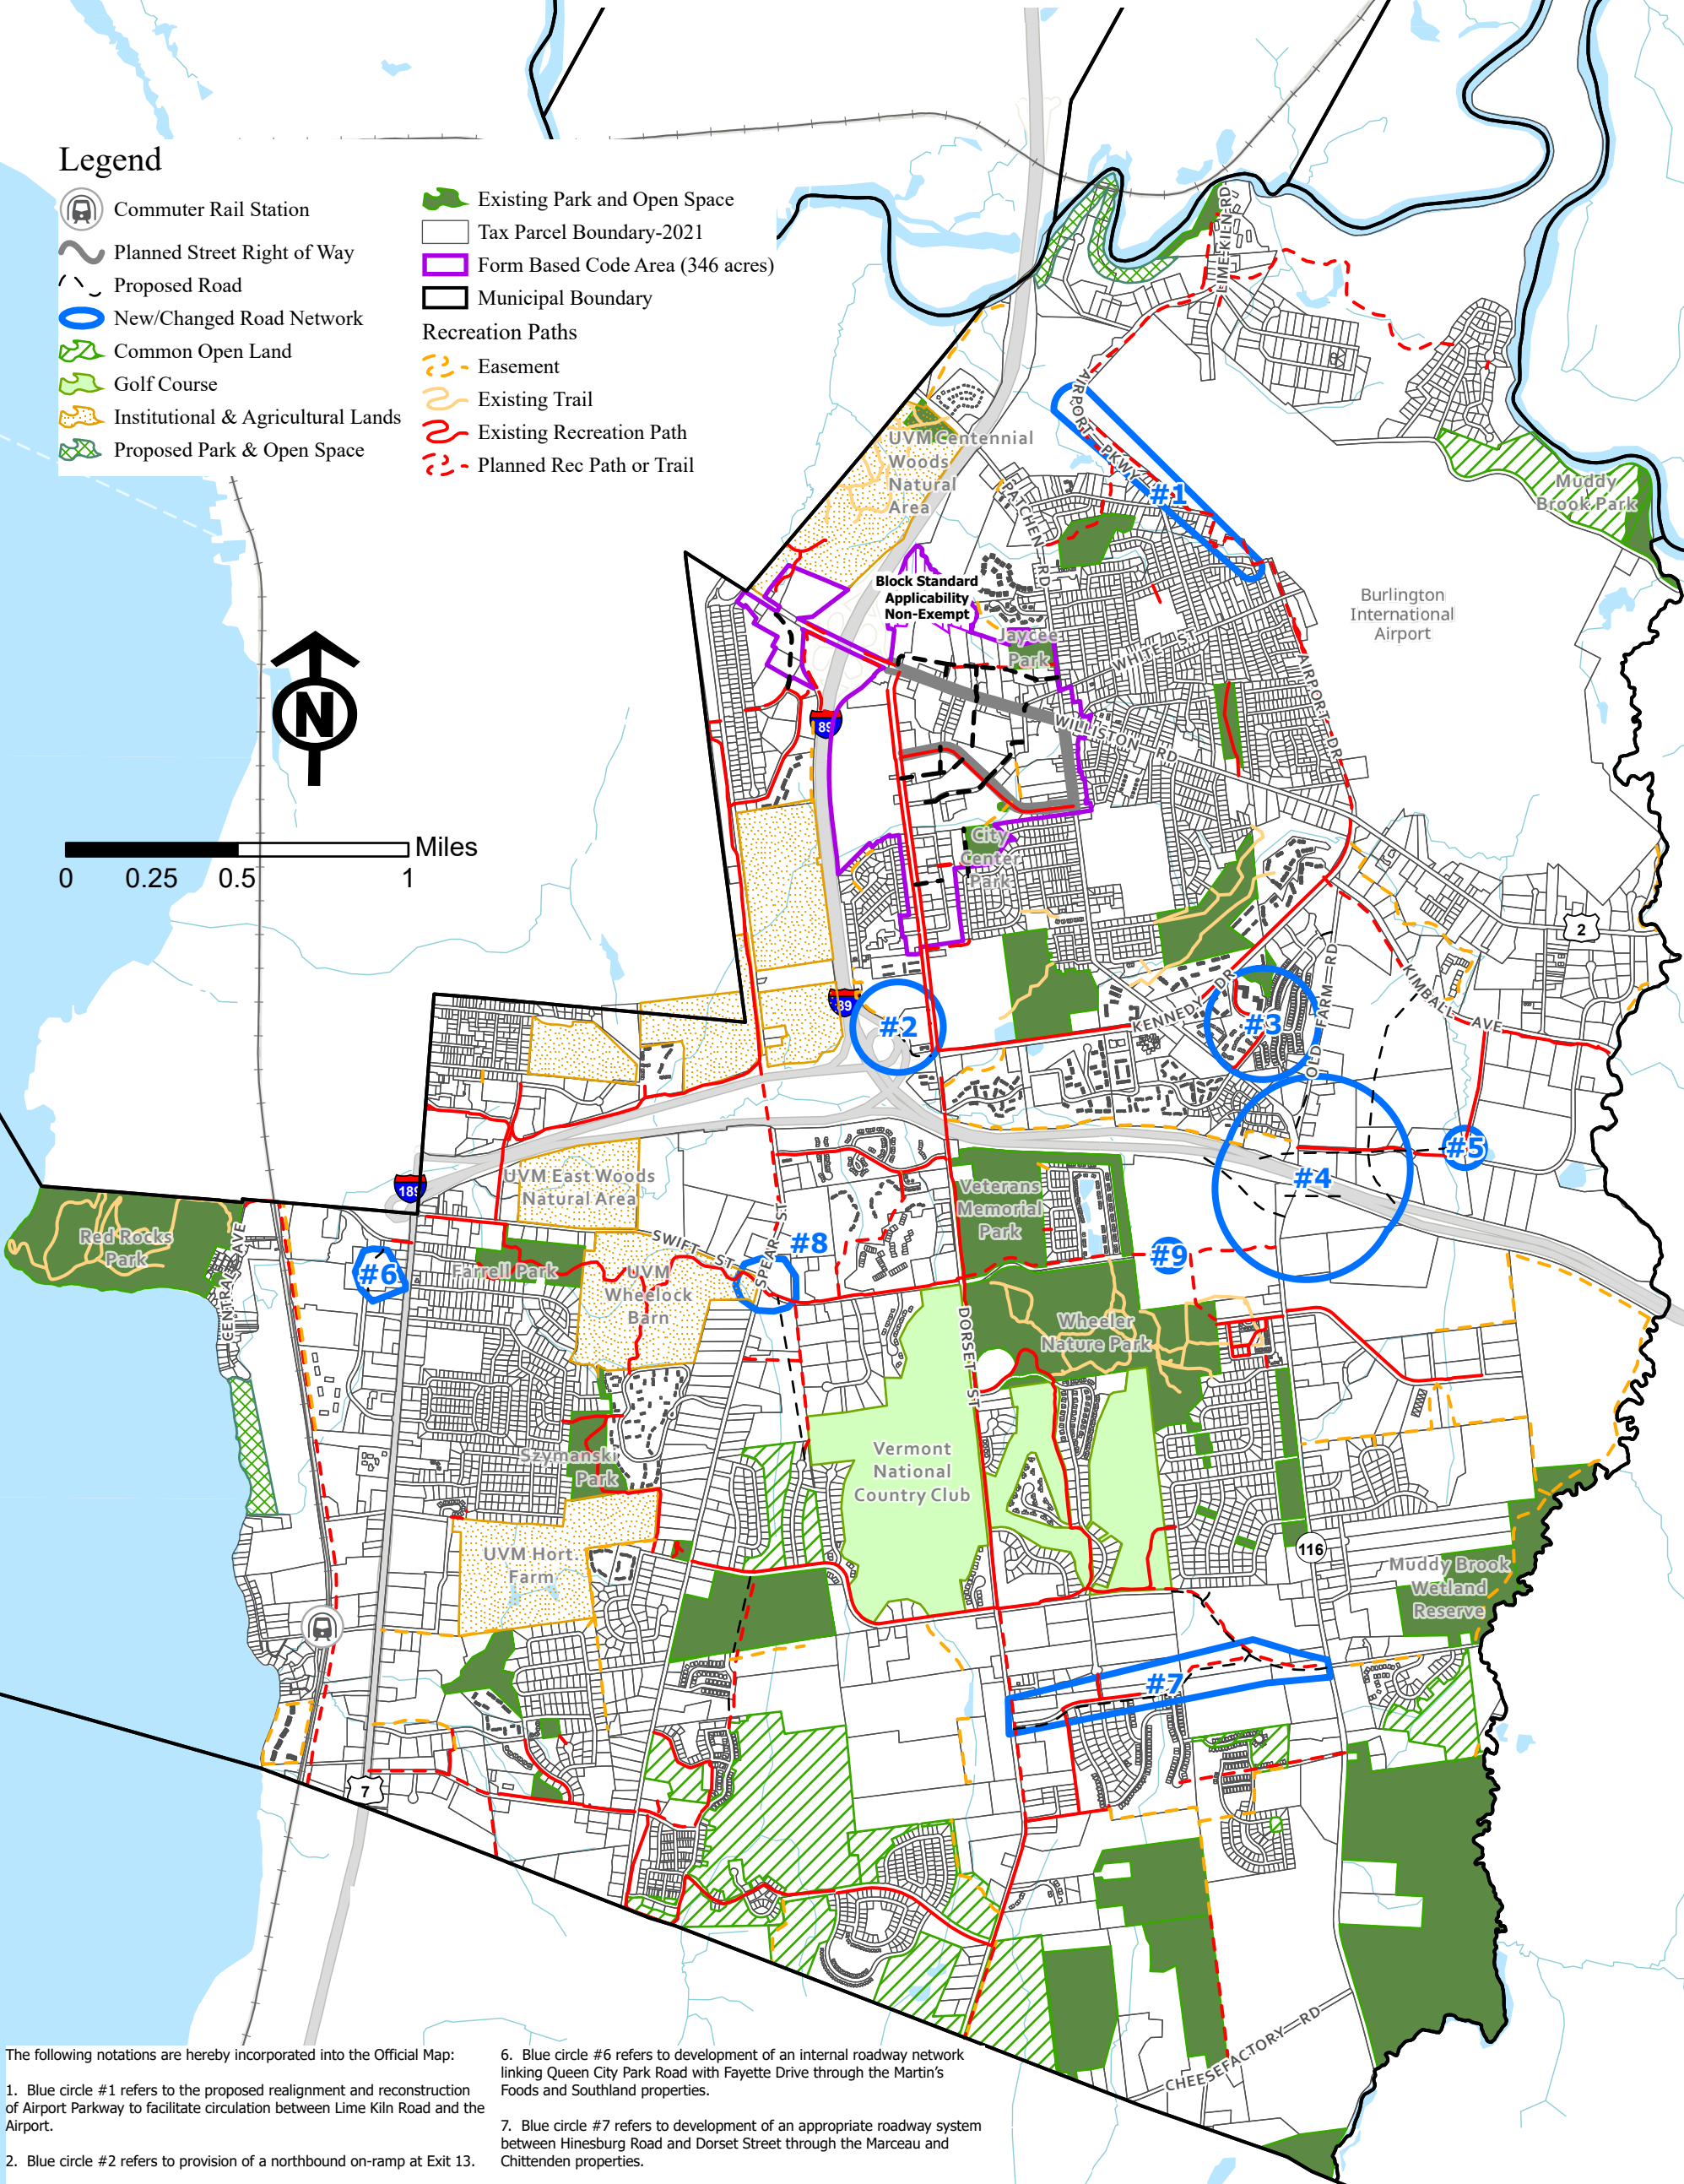 Legend
Commuter Rail Station
Planned Street Right of Way
Proposed Road
New/Changed Road Network
Common Open Land
Golf Course
Institutional & Agricultural Lands
Proposed Park & Open Space
Existing Park and Open Space
Tax Parcel Boundary-2021
Form Based Code Area (346 acres)
Municipal Boundary
Recreation Paths
Easement
Existing Trail
Existing Recreation Path
Planned Rec Path or Trail
LIME KILN RD
AIRPORT PKWY
#1
UVM Centennial
Woods
Natural
Area
PATCHEN RD
Muddy
Brook Park
Block Standard
Applicability
Non-Exempt
Jaycee
Park
WHITE ST
Burlington
International
Airport
AIRPORT DR
N
89
WILLISTON RD
Miles
0 0.25 0.5 1
City
Center
Park
2
89
#2
KENNEDY DR
#3
OLD FARM RD
KIMBALL AVE
#5
#4
189
UVM East Woods
Natural Area
Veterans
Memorial
Park
Red Rocks
Park
CENTRAL AVE
#6
Farrell Park
SWIFT ST
SPEAR ST
#8
#9
UVM
Wheelock
Barn
DORSET ST
Wheeler
Nature Park
Szymanski
Park
Vermont
National
Country Club
116
UVM Hort.
Farm
Muddy Brook
Wetland
Reserve
#7
7
CHEESEFACTORY RD
The following notations are hereby incorporated into the Official Map:
1. Blue circle #1 refers to the proposed realignment and reconstruction
of Airport Parkway to facilitate circulation between Lime Kiln Road and the
Airport.
2. Blue circle #2 refers to provision of a northbound on-ramp at Exit 13.
6. Blue circle #6 refers to development of an internal roadway network
linking Queen City Park Road with Fayette Drive through the Martin's
Foods and Southland properties.
7. Blue circle #7 refers to development of an appropriate roadway system
between Hinesburg Road and Dorset Street through the Marceau and
Chittenden properties.